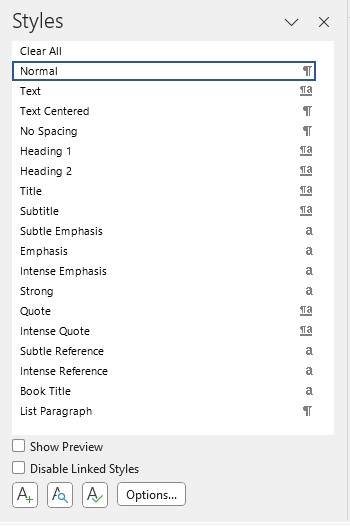 Styles
Clear All
Normal ¶
Text ¶a
Text Centered ¶
No Spacing ¶
Heading 1 ¶a
Heading 2 ¶a
Title ¶a
Subtitle ¶a
Subtle Emphasis a
Emphasis a
Intense Emphasis a
Strong a
Quote ¶a
Intense Quote ¶a
Subtle Reference a
Intense Reference a
Book Title a
List Paragraph ¶
Show Preview
Disable Linked Styles
Options...